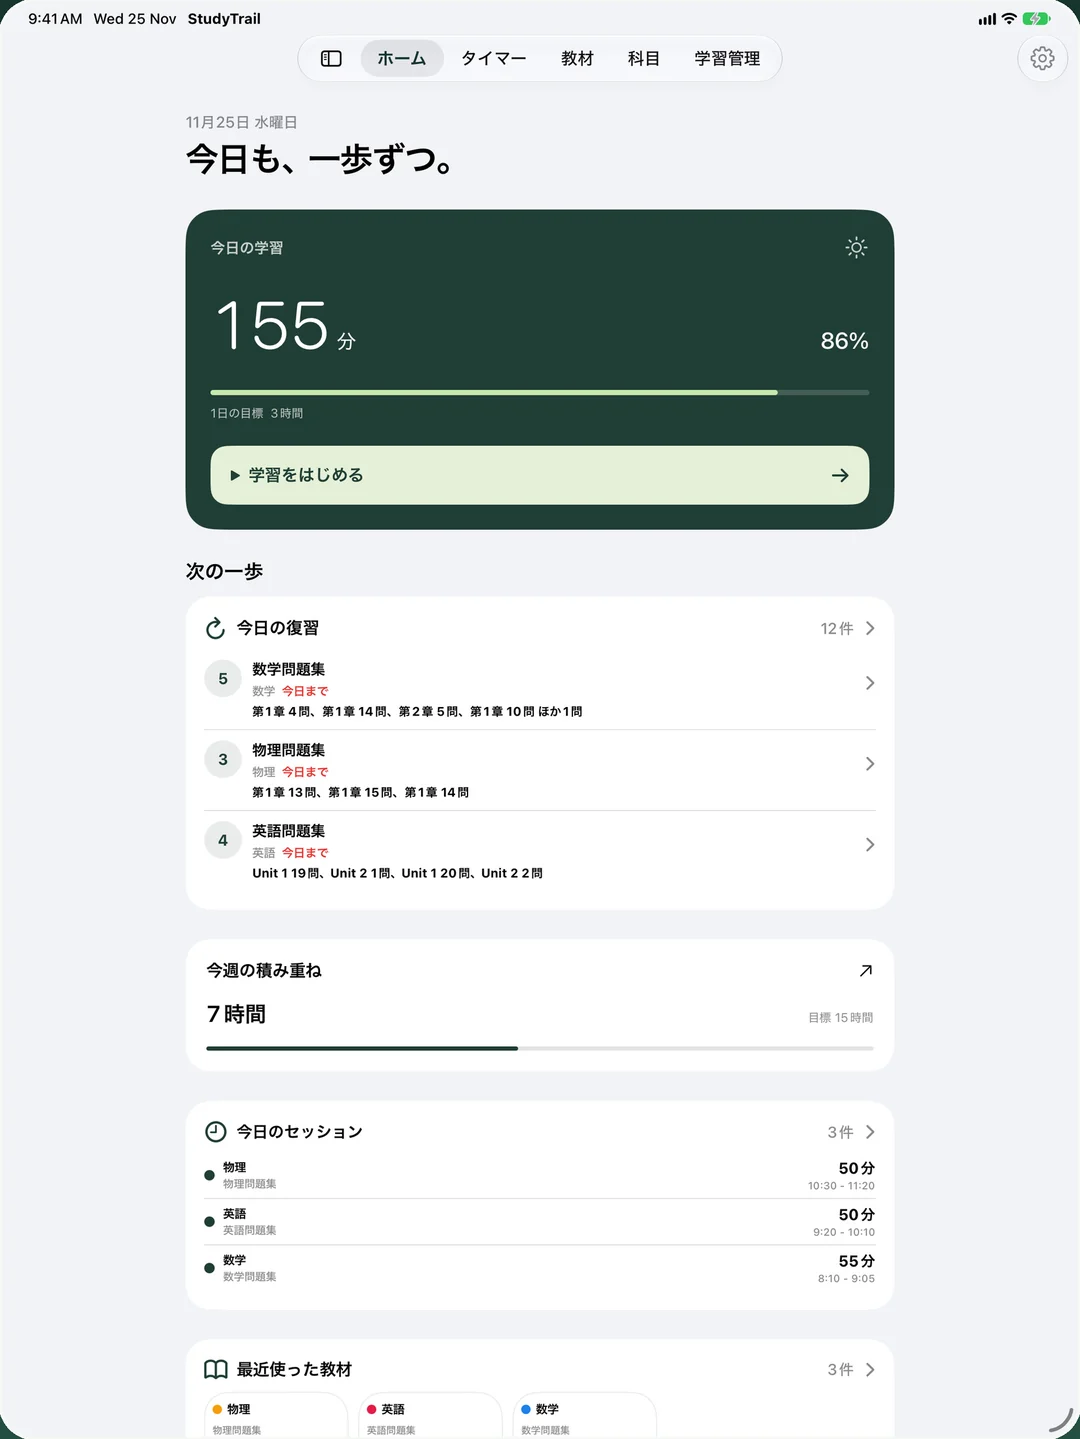 9:41 AM Wed 25 Nov StudyTrail
ホーム タイマー 教材 科目 学習管理
11月25日 水曜日
今日も、一歩ずつ。
今日の学習
155 分
86%
1日の目標 3時間
学習をはじめる
次の一歩
今日の復習
12件
5
数学問題集
数学 今日まで
第1章 4問、第1章 14問、第2章 5問、第1章 10問 ほか1問
3
物理問題集
物理 今日まで
第1章 13問、第1章 15問、第1章 14問
4
英語問題集
英語 今日まで
Unit 1 19問、Unit 2 1問、Unit 1 20問、Unit 2 2問
今週の積み重ね
7時間
目標 15時間
今日のセッション
3件
物理
物理問題集
50分
10:30 - 11:20
英語
英語問題集
50分
9:20 - 10:10
数学
数学問題集
55分
8:10 - 9:05
最近使った教材
3件
物理
物理問題集
英語
英語問題集
数学
数学問題集